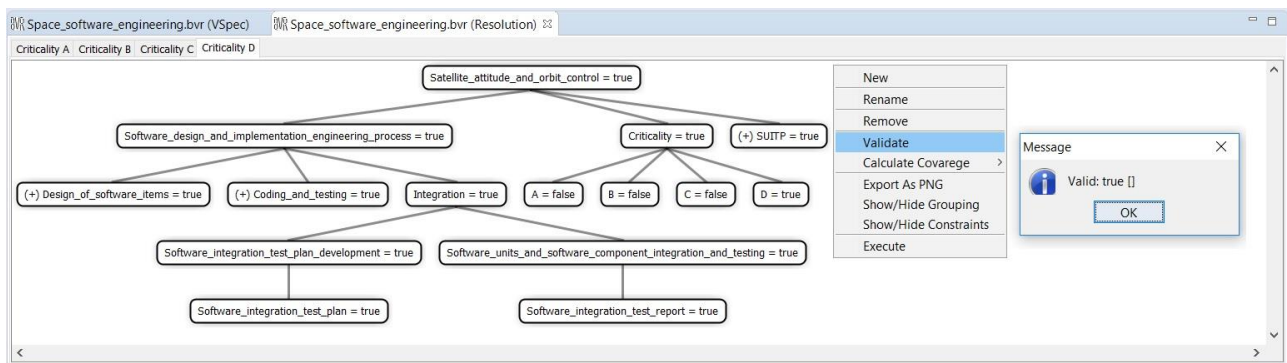 BVR Space_software_engineering.bvr (VSpec) BVR Space_software_engineering.bvr (Resolution)
Criticality A Criticality B Criticality C Criticality D
Satellite_attitude_and_orbit_control = true
Software_design_and_implementation_engineering_process = true Criticality = true (+) SUITP = true
(+) Design_of_software_items = true (+) Coding_and_testing = true Integration = true A = false B = false C = false D = true
Software_integration_test_plan_development = true Software_units_and_software_component_integration_and_testing = true
Software_integration_test_plan = true Software_integration_test_report = true
New
Rename
Remove
Validate
Calculate Covarege >
Export As PNG
Show/Hide Grouping
Show/Hide Constraints
Execute
Message
Valid: true []
OK